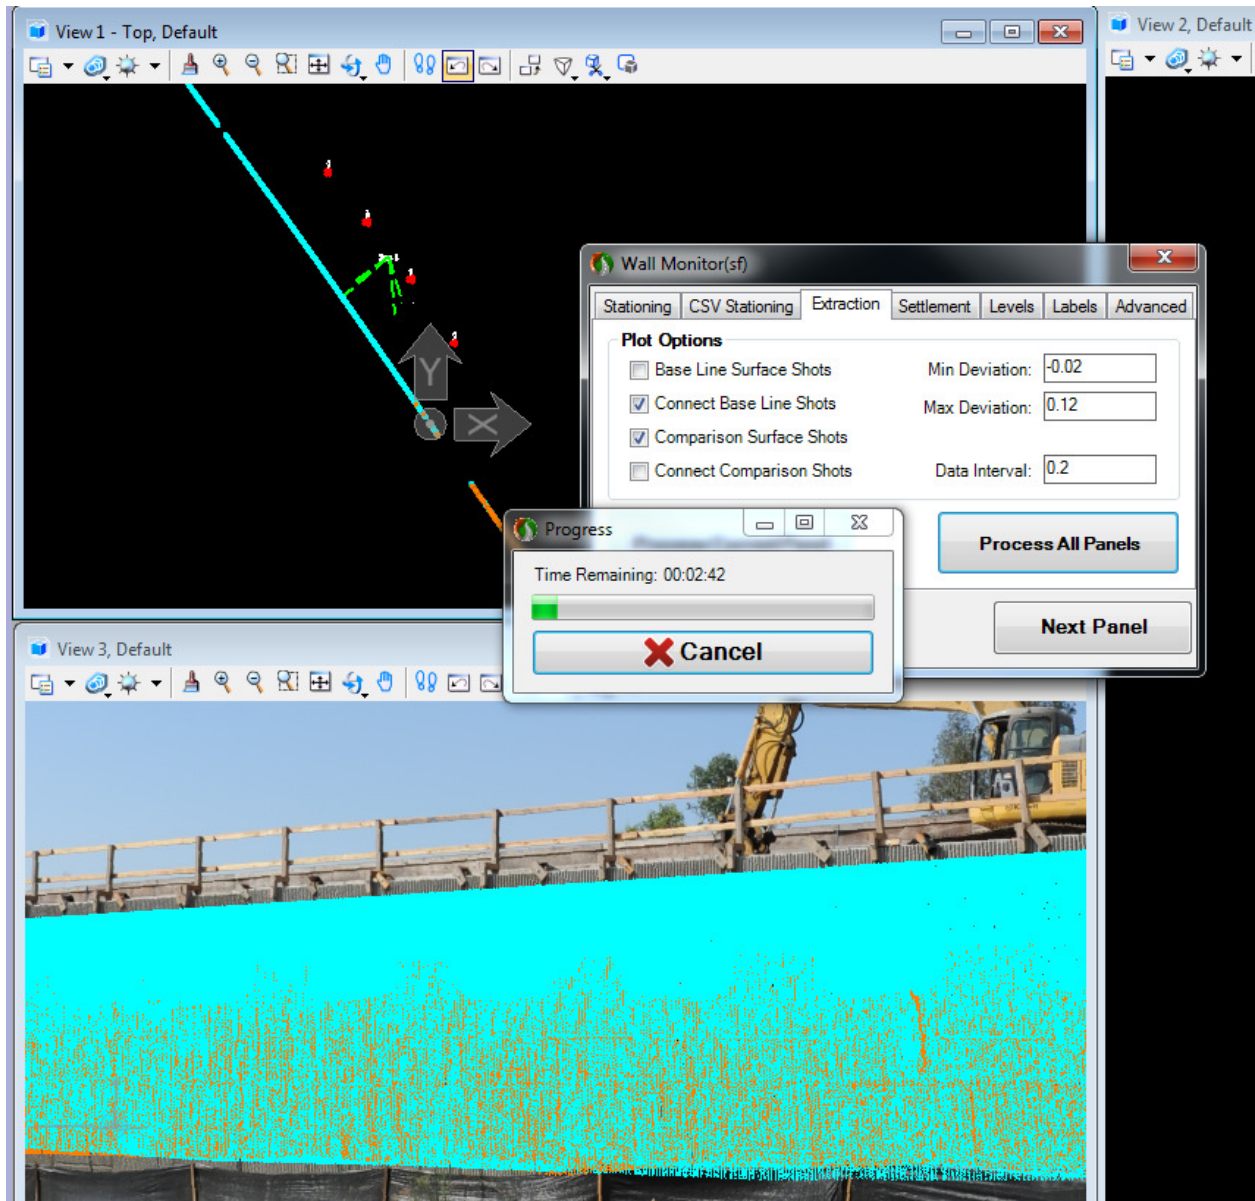 View 1 - Top, Default
View 2, Default
Y
X
Wall Monitor(sf)
Stationing CSV Stationing Extraction Settlement Levels Labels Advanced
Plot Options
Base Line Surface Shots Min Deviation: -0.02
Connect Base Line Shots Max Deviation: 0.12
Comparison Surface Shots
Connect Comparison Shots Data Interval: 0.2
Process All Panels
Next Panel
Progress
Time Remaining: 00:02:42
Cancel
View 3, Default